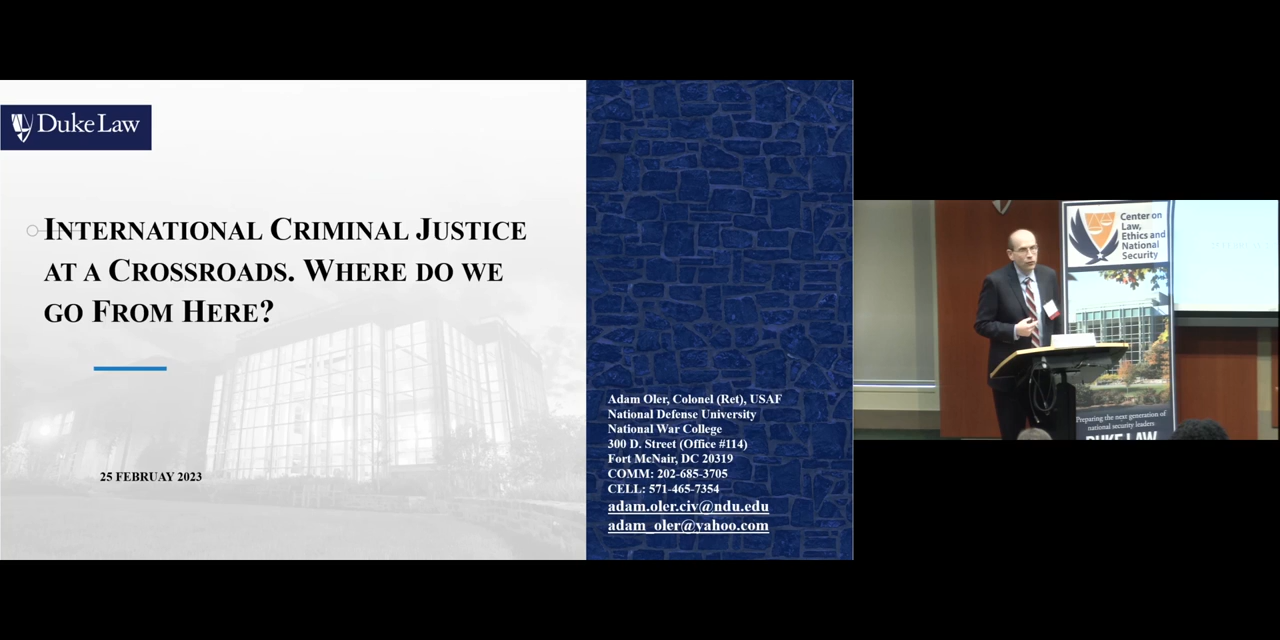 Duke Law
International Criminal Justice
at a Crossroads. Where do we
go From Here?
25 FEBRUAY 2023
Adam Oler, Colonel (Ret), USAF
National Defense University
National War College
300 D. Street (Office #114)
Fort McNair, DC 20319
COMM: 202-685-3705
CELL: 571-465-7354
adam.oler.civ@ndu.edu
adam_oler@yahoo.com
Center on
Law,
Ethics and
National
Security
Preparing the next generation of
national security leaders
DUKE LAW